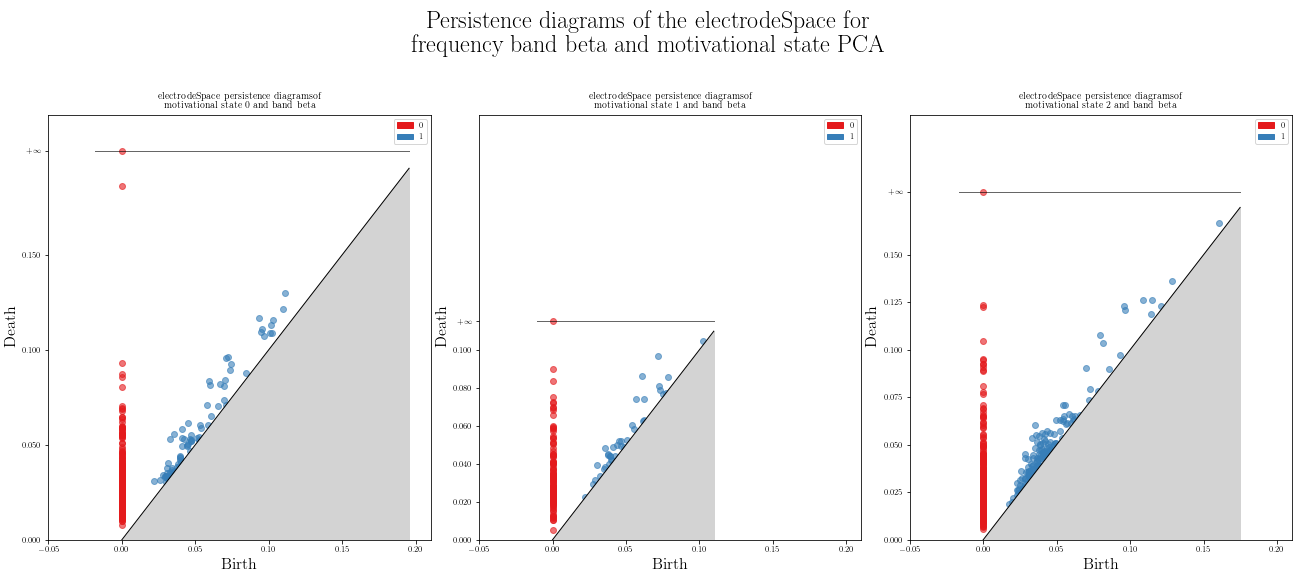 Persistence diagrams of the electrodeSpace for
frequency band beta and motivational state PCA
electrodeSpace persistence diagramsof
motivational state 0 and band beta
0
1
+∞
0.150
0.100
0.050
0.000
Death
−0.05 0.00 0.05 0.10 0.15 0.20
Birth
electrodeSpace persistence diagramsof
motivational state 1 and band beta
0
1
+∞
0.100
0.080
0.060
0.040
0.020
0.000
Death
−0.05 0.00 0.05 0.10 0.15 0.20
Birth
electrodeSpace persistence diagramsof
motivational state 2 and band beta
0
1
+∞
0.150
0.125
0.100
0.075
0.050
0.025
0.000
Death
−0.05 0.00 0.05 0.10 0.15 0.20
Birth